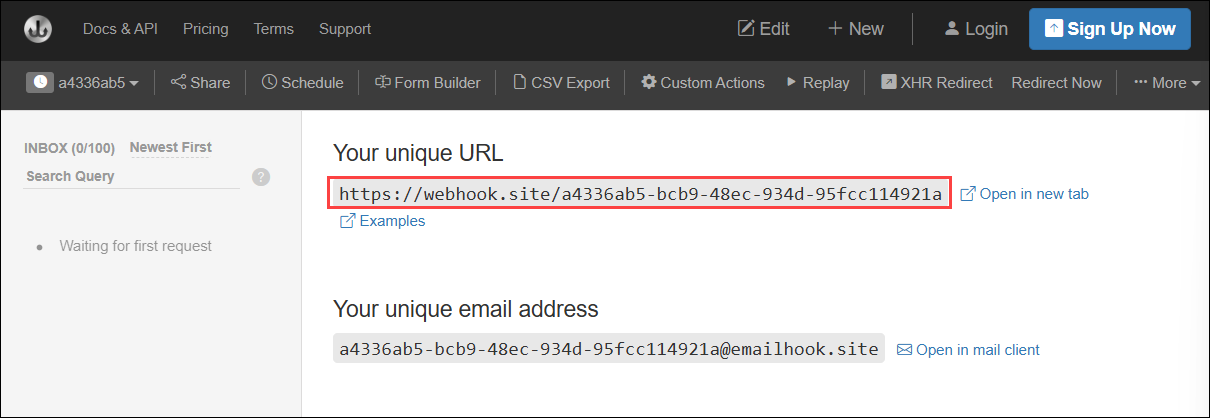 Docs & API Pricing Terms Support Edit New Login Sign Up Now
a4336ab5 Share Schedule Form Builder CSV Export Custom Actions Replay XHR Redirect Redirect Now More
INBOX (0/100) Newest First
Search Query ?
Waiting for first request
Your unique URL
https://webhook.site/a4336ab5-bcb9-48ec-934d-95fcc114921a Open in new tab
Examples
Your unique email address
a4336ab5-bcb9-48ec-934d-95fcc114921a@emailhook.site Open in mail client